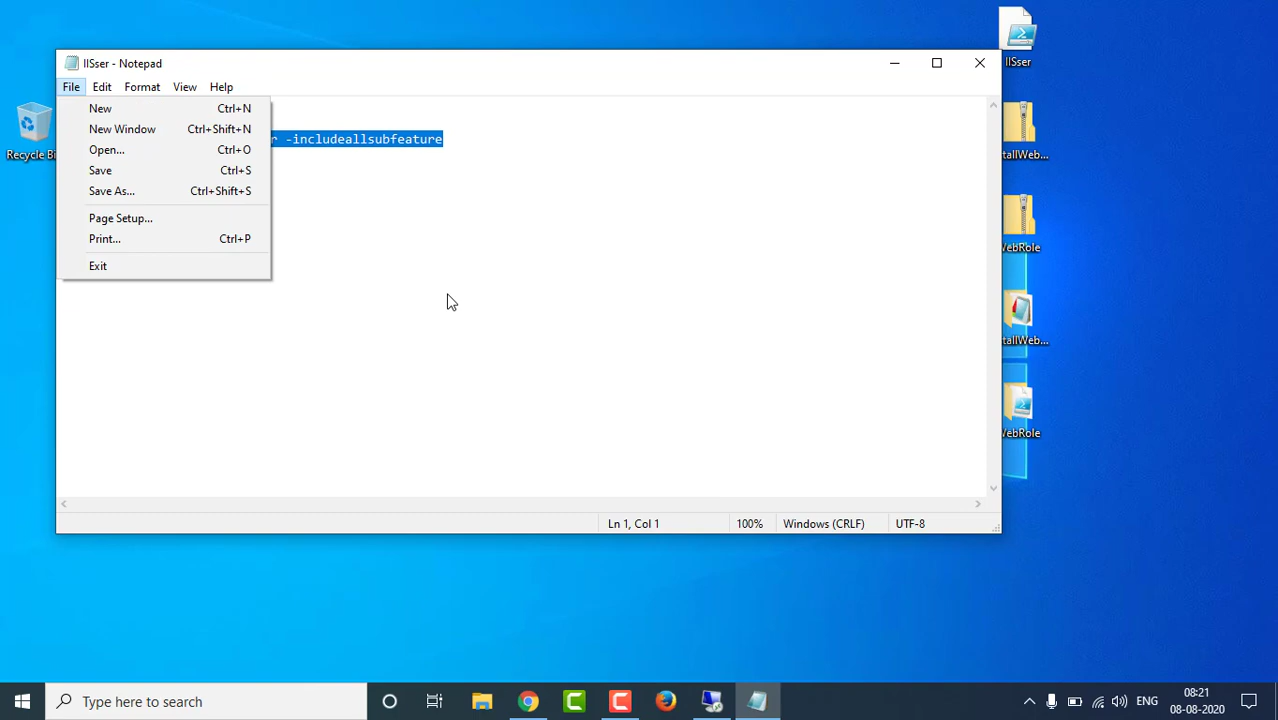 IISser - Notepad
File Edit Format View Help
New Ctrl+N
New Window Ctrl+Shift+N
Open... Ctrl+O
Save Ctrl+S
Save As... Ctrl+Shift+S
Page Setup...
Print... Ctrl+P
Exit
-includeallsubfeature
Ln 1, Col 1
100%
Windows (CRLF)
UTF-8
Recycle
IISser
tallWeb...
WebRole
tallWeb...
WebRole
Type here to search
ENG
08:21
08-08-2020